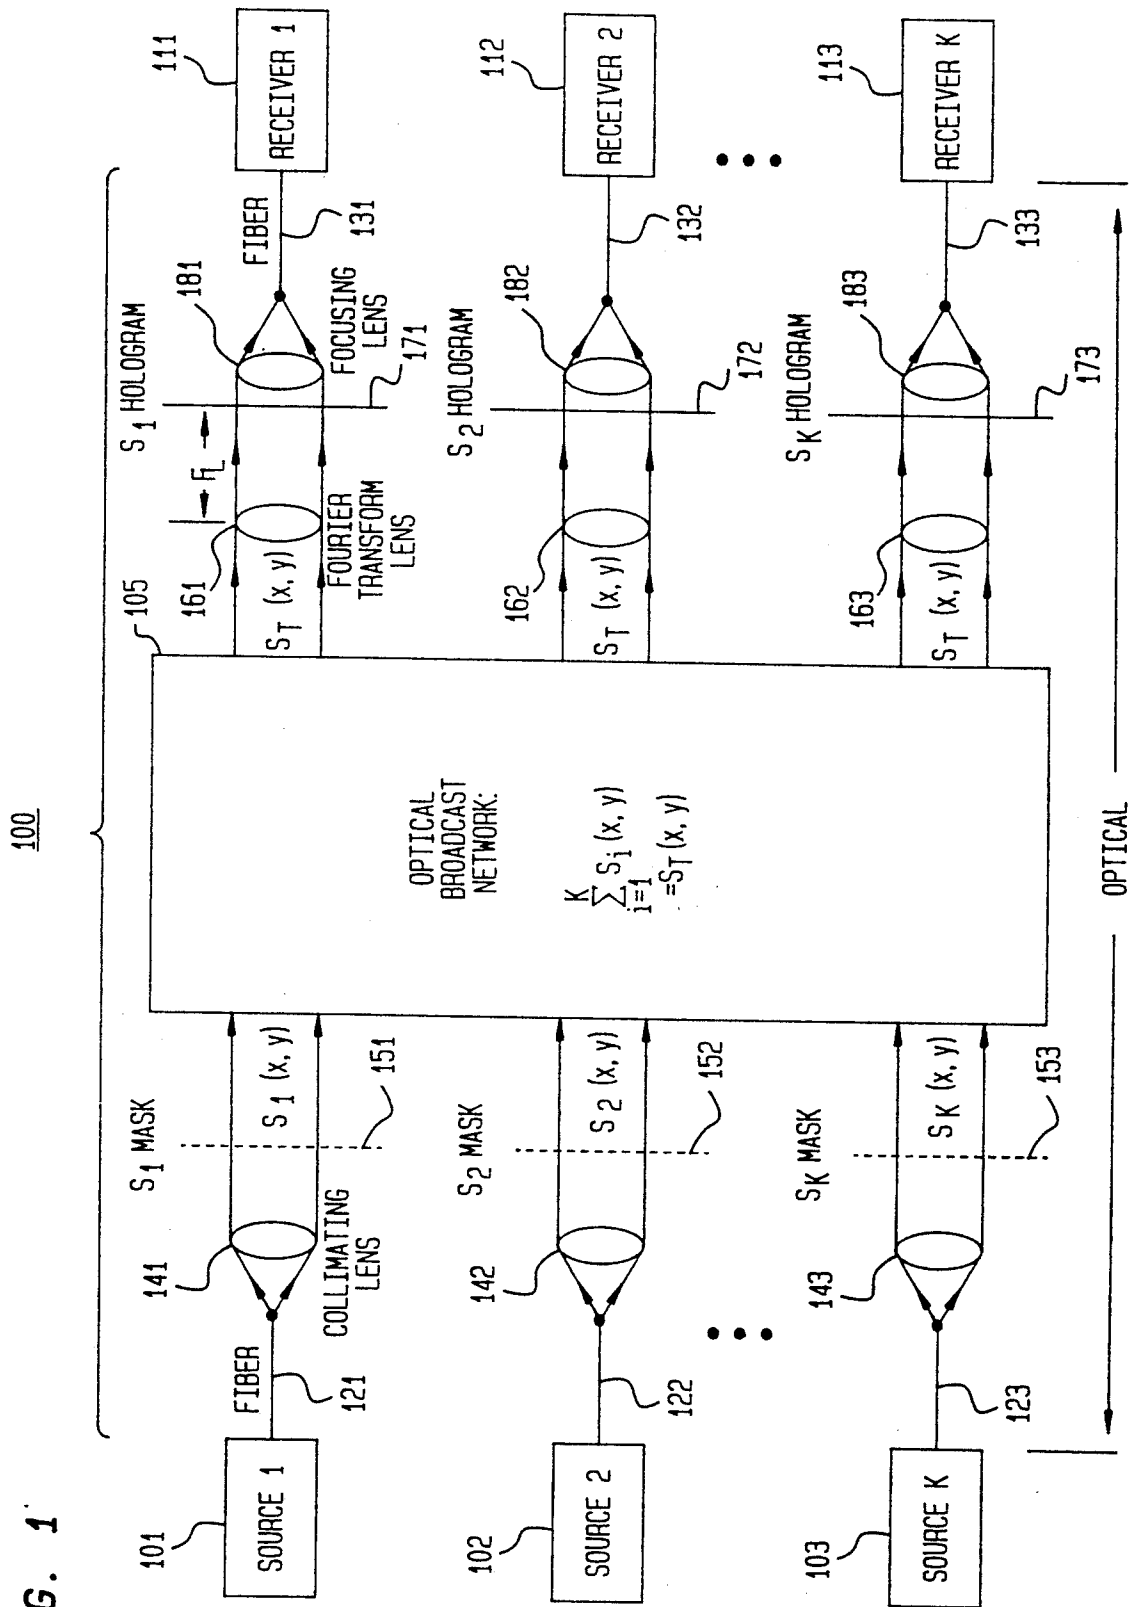 G. 1
100
101
SOURCE 1
FIBER
121
141
COLLIMATING
LENS
S1 MASK
S1 (x, y)
151
105
OPTICAL
BROADCAST
NETWORK:
K
∑ Si (x, y)
i=1
=ST (x, y)
ST (x, y)
161
FOURIER
TRANSFORM
LENS
FL
S1 HOLOGRAM
181
FOCUSING
LENS
171
FIBER
131
111
RECEIVER 1
102
SOURCE 2
122
142
S2 MASK
S2 (x, y)
152
ST (x, y)
162
S2 HOLOGRAM
182
172
132
112
RECEIVER 2
103
SOURCE K
123
143
SK MASK
SK (x, y)
153
ST (x, y)
163
SK HOLOGRAM
183
173
133
113
RECEIVER K
OPTICAL